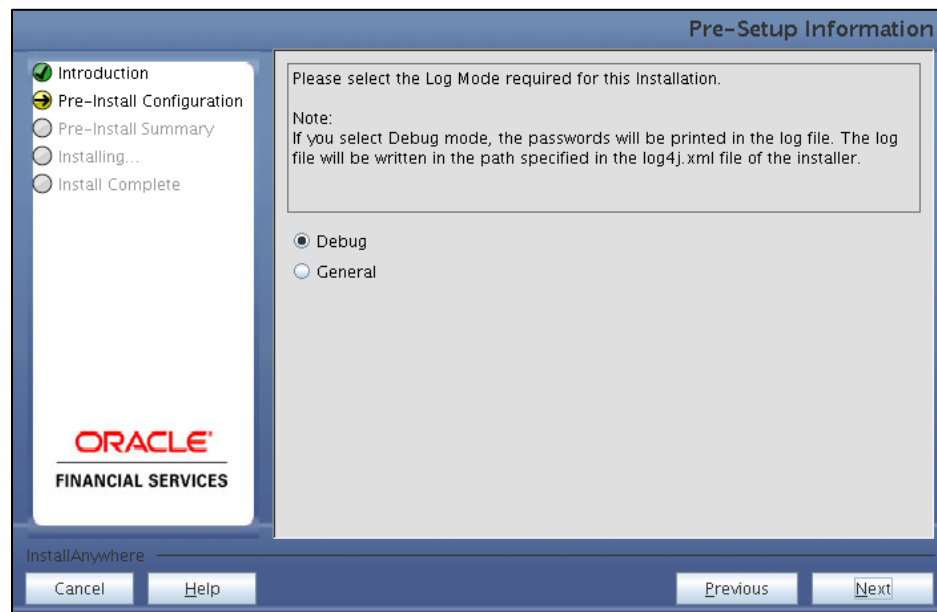 Pre-Setup Information
Introduction
Pre-Install Configuration
Pre-Install Summary
Installing...
Install Complete
Please select the Log Mode required for this Installation.
Note:
If you select Debug mode, the passwords will be printed in the log file. The log
file will be written in the path specified in the log4j.xml file of the installer.
Debug
General
ORACLE'
FINANCIAL SERVICES
InstallAnywhere
Cancel
Help
Previous
Next